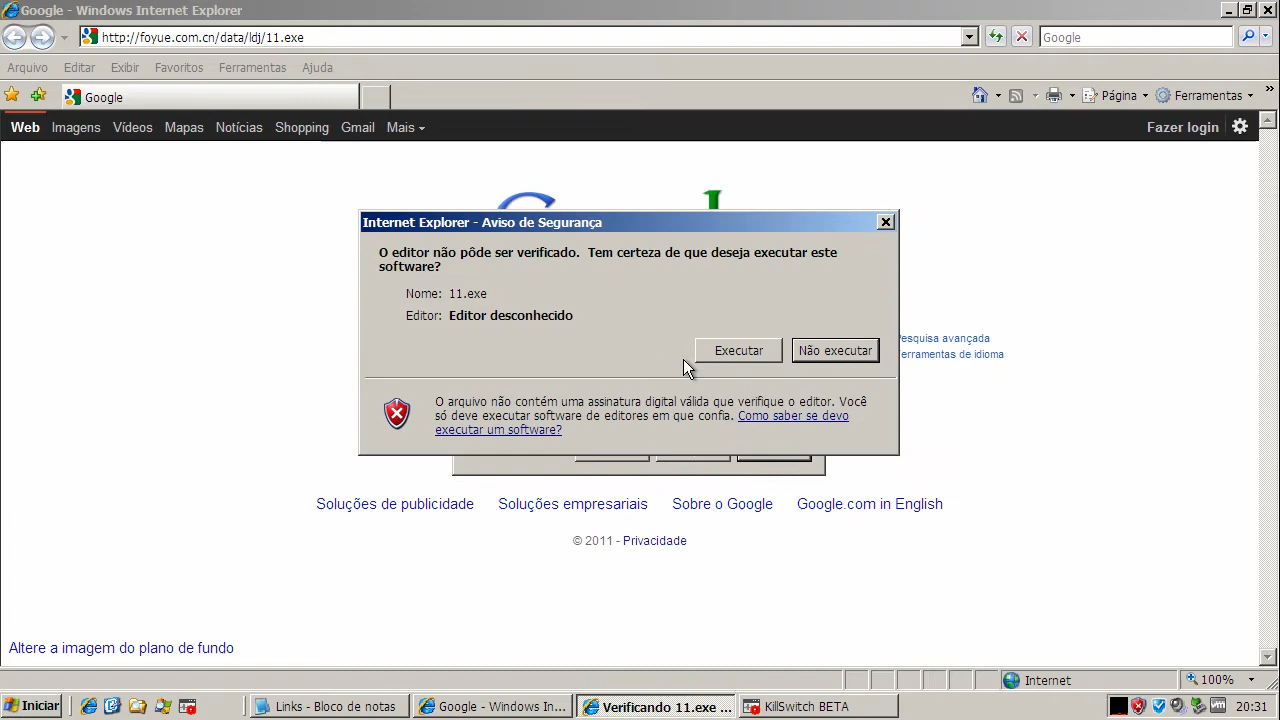 Google - Windows Internet Explorer
http://foyue.com.cn/data/ldj/11.exe
Google
Arquivo Editar Exibir Favoritos Ferramentas Ajuda
Google
Página Ferramentas »
Web Imagens Vídeos Mapas Notícias Shopping Gmail Mais
Fazer login
Internet Explorer - Aviso de Segurança
O editor não pôde ser verificado. Tem certeza de que deseja executar este
software?
Nome: 11.exe
Editor: Editor desconhecido
Executar Não executar
O arquivo não contém uma assinatura digital válida que verifique o editor. Você
só deve executar software de editores em que confia. Como saber se devo
executar um software?
esquisa avançada
erramentas de idioma
Soluções de publicidade Soluções empresariais Sobre o Google Google.com in English
© 2011 - Privacidade
Altere a imagem do plano de fundo
Internet 100%
Iniciar Links - Bloco de notas Google - Windows In... Verificando 11.exe ... KillSwitch BETA 20:31